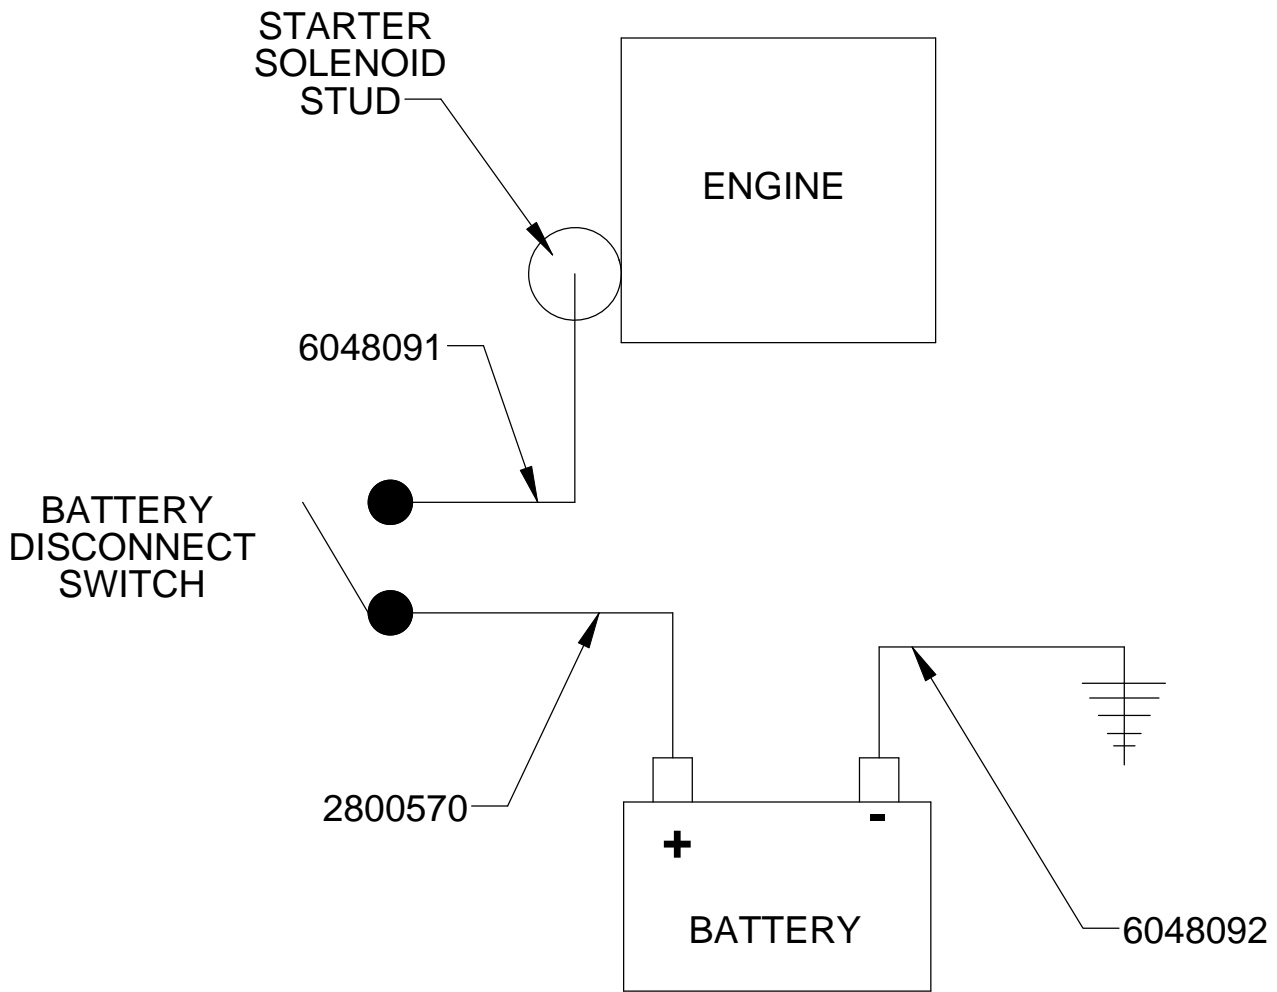 STARTER
SOLENOID
STUD
ENGINE
6048091
BATTERY
DISCONNECT
SWITCH
2800570
+
-
BATTERY
6048092